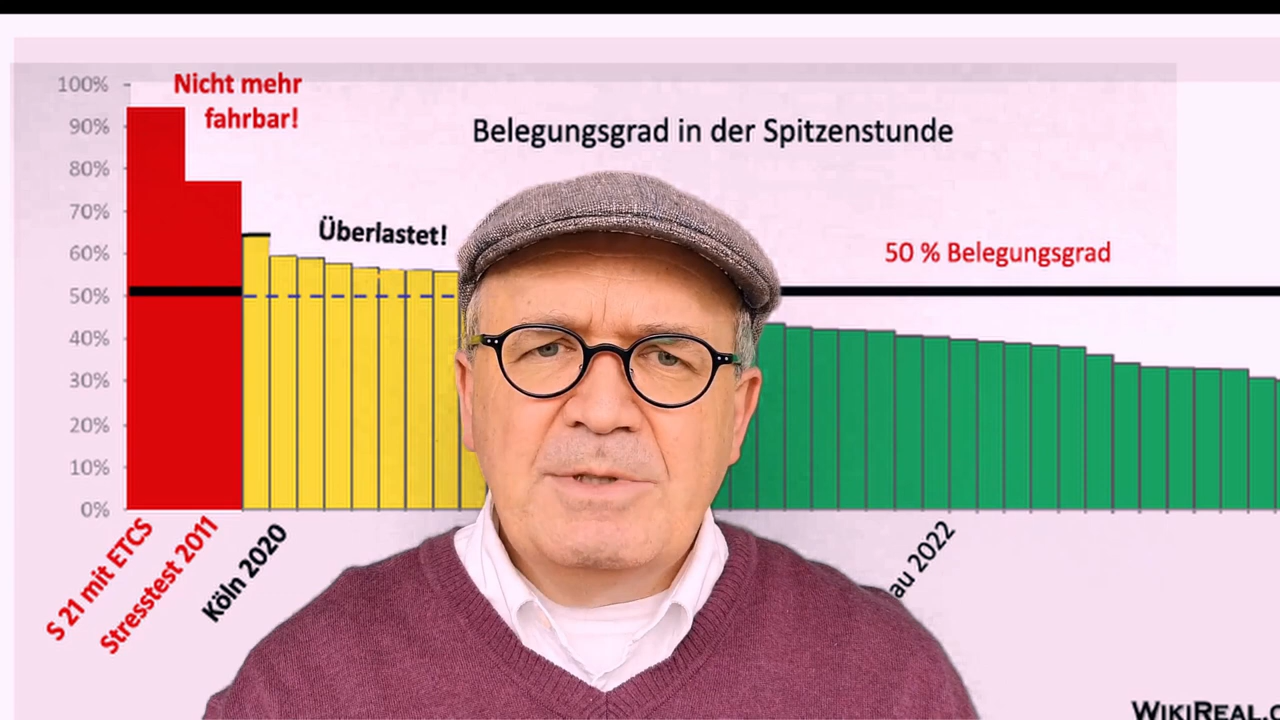 100%
90%
80%
70%
60%
50%
40%
30%
20%
10%
0%
Nicht mehr
fahrbar!
Belegungsgrad in der Spitzenstunde
Überlastet!
50 % Belegungsgrad
S 21 mit ETCS
Stresstest 2011
Köln 2020
au 2022
WIKIREAL.